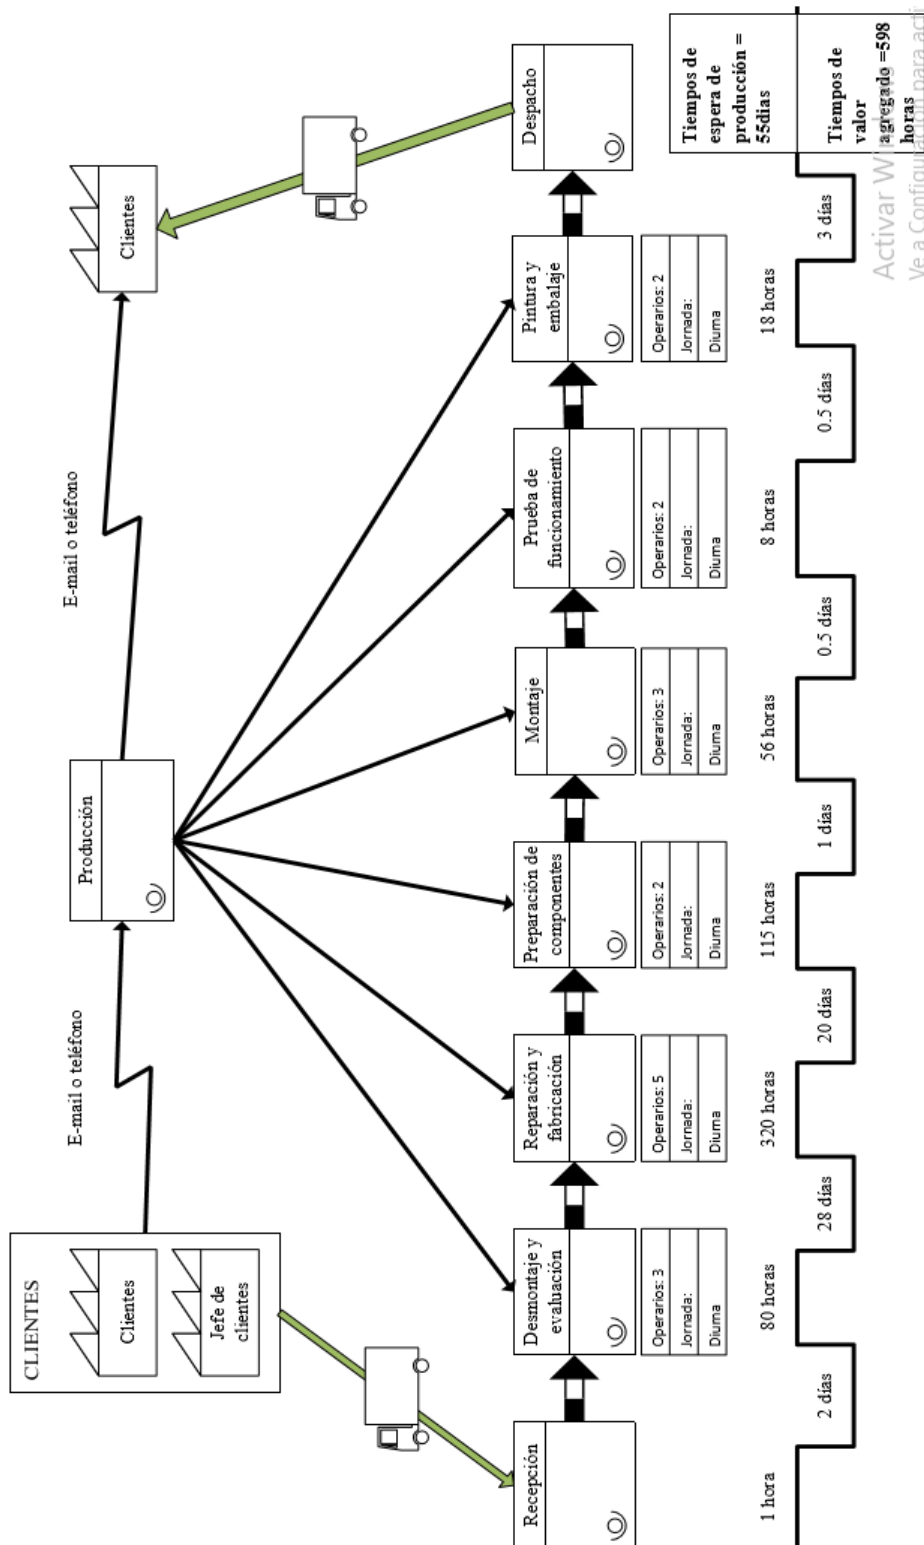 CLIENTES
Clientes
Jefe de
clientes
E-mail o teléfono
Producción
E-mail o teléfono
Clientes
Recepción
Desmontaje y
evaluación
Reparación y
fabricación
Preparación de
componentes
Montaje
Prueba de
funcionamiento
Pintura y
embalaje
Despacho
Operarios: 3
Jornada:
Diurna
Operarios: 5
Jornada:
Diurna
Operarios: 2
Jornada:
Diurna
Operarios: 3
Jornada:
Diurna
Operarios: 2
Jornada:
Diurna
Operarios: 2
Jornada:
Diurna
1 hora
2 días
80 horas
28 días
320 horas
20 días
115 horas
1 días
56 horas
0.5 días
8 horas
0.5 días
18 horas
3 días
Tiempos de
espera de
producción =
55dias
Tiempos de
valor
agregado =598
horas
Activar Windows
Ve a Configuración para acti